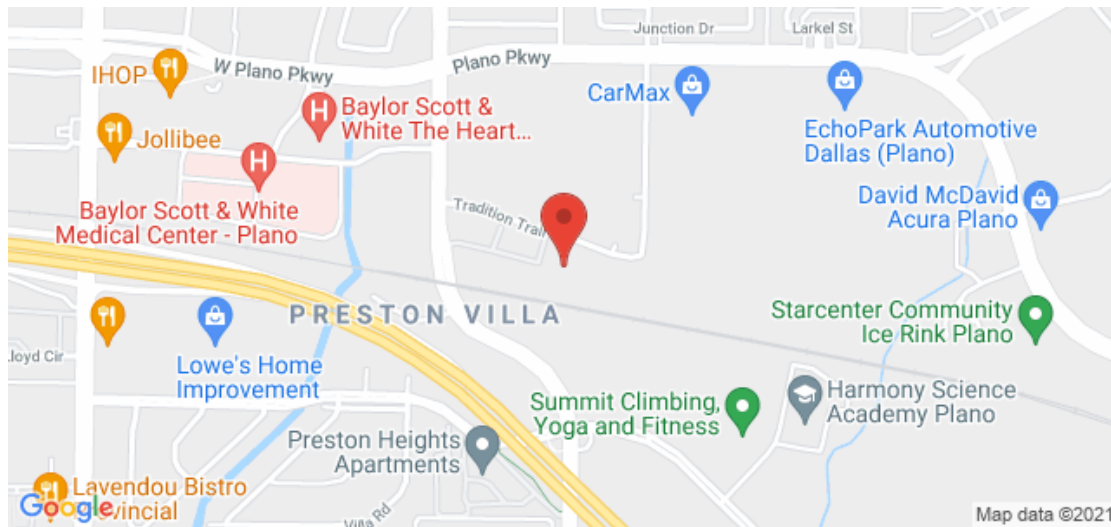 Junction Dr
Larkel St
W Plano Pkwy
Plano Pkwy
IHOP
CarMax
Baylor Scott &
White The Heart...
EchoPark Automotive
Dallas (Plano)
Jollibee
David McDavid
Acura Plano
Baylor Scott & White
Medical Center - Plano
Tradition Trail
PRESTON VILLA
Starcenter Community
Ice Rink Plano
Lloyd Cir
Lowe's Home
Improvement
Harmony Science
Academy Plano
Summit Climbing,
Yoga and Fitness
Preston Heights
Apartments
Lavendou Bistro
Google
Villa Rd
Map data ©2021